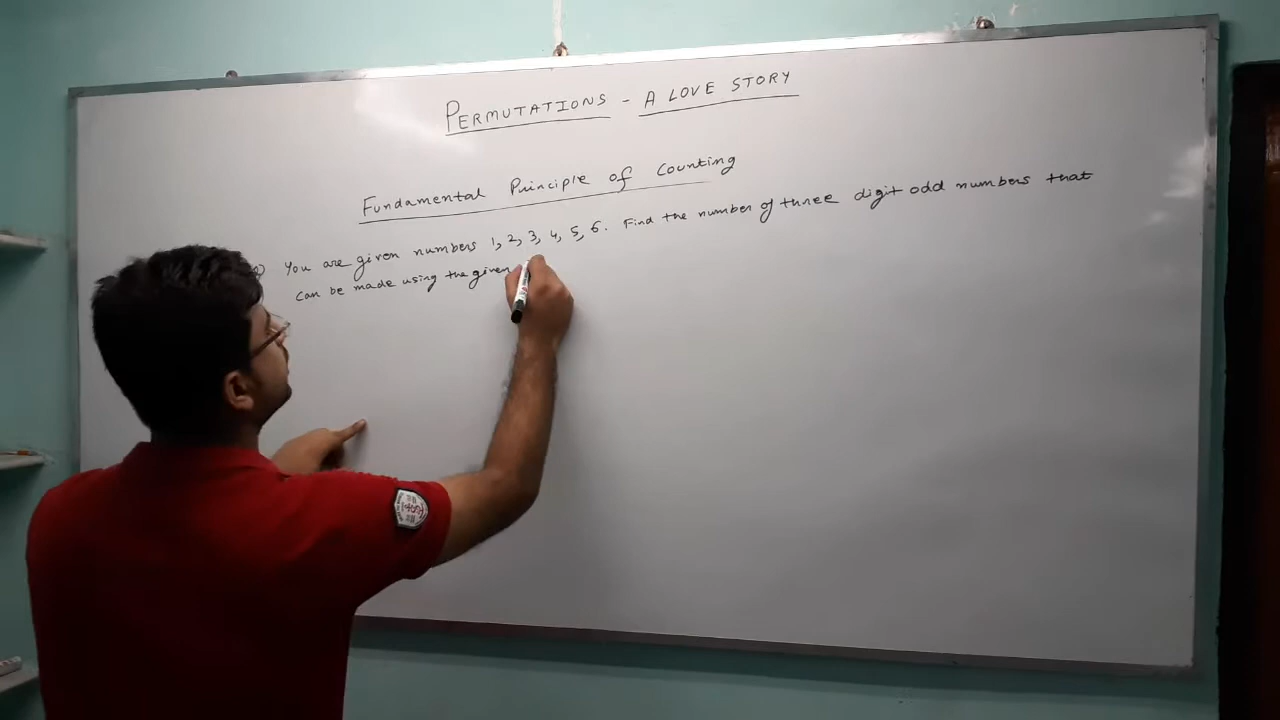 PERMUTATIONS - A LOVE STORY
Fundamental Principle of Counting
You are given numbers 1, 2, 3, 4, 5, 6. Find the number of three digit odd numbers that
can be made using the given